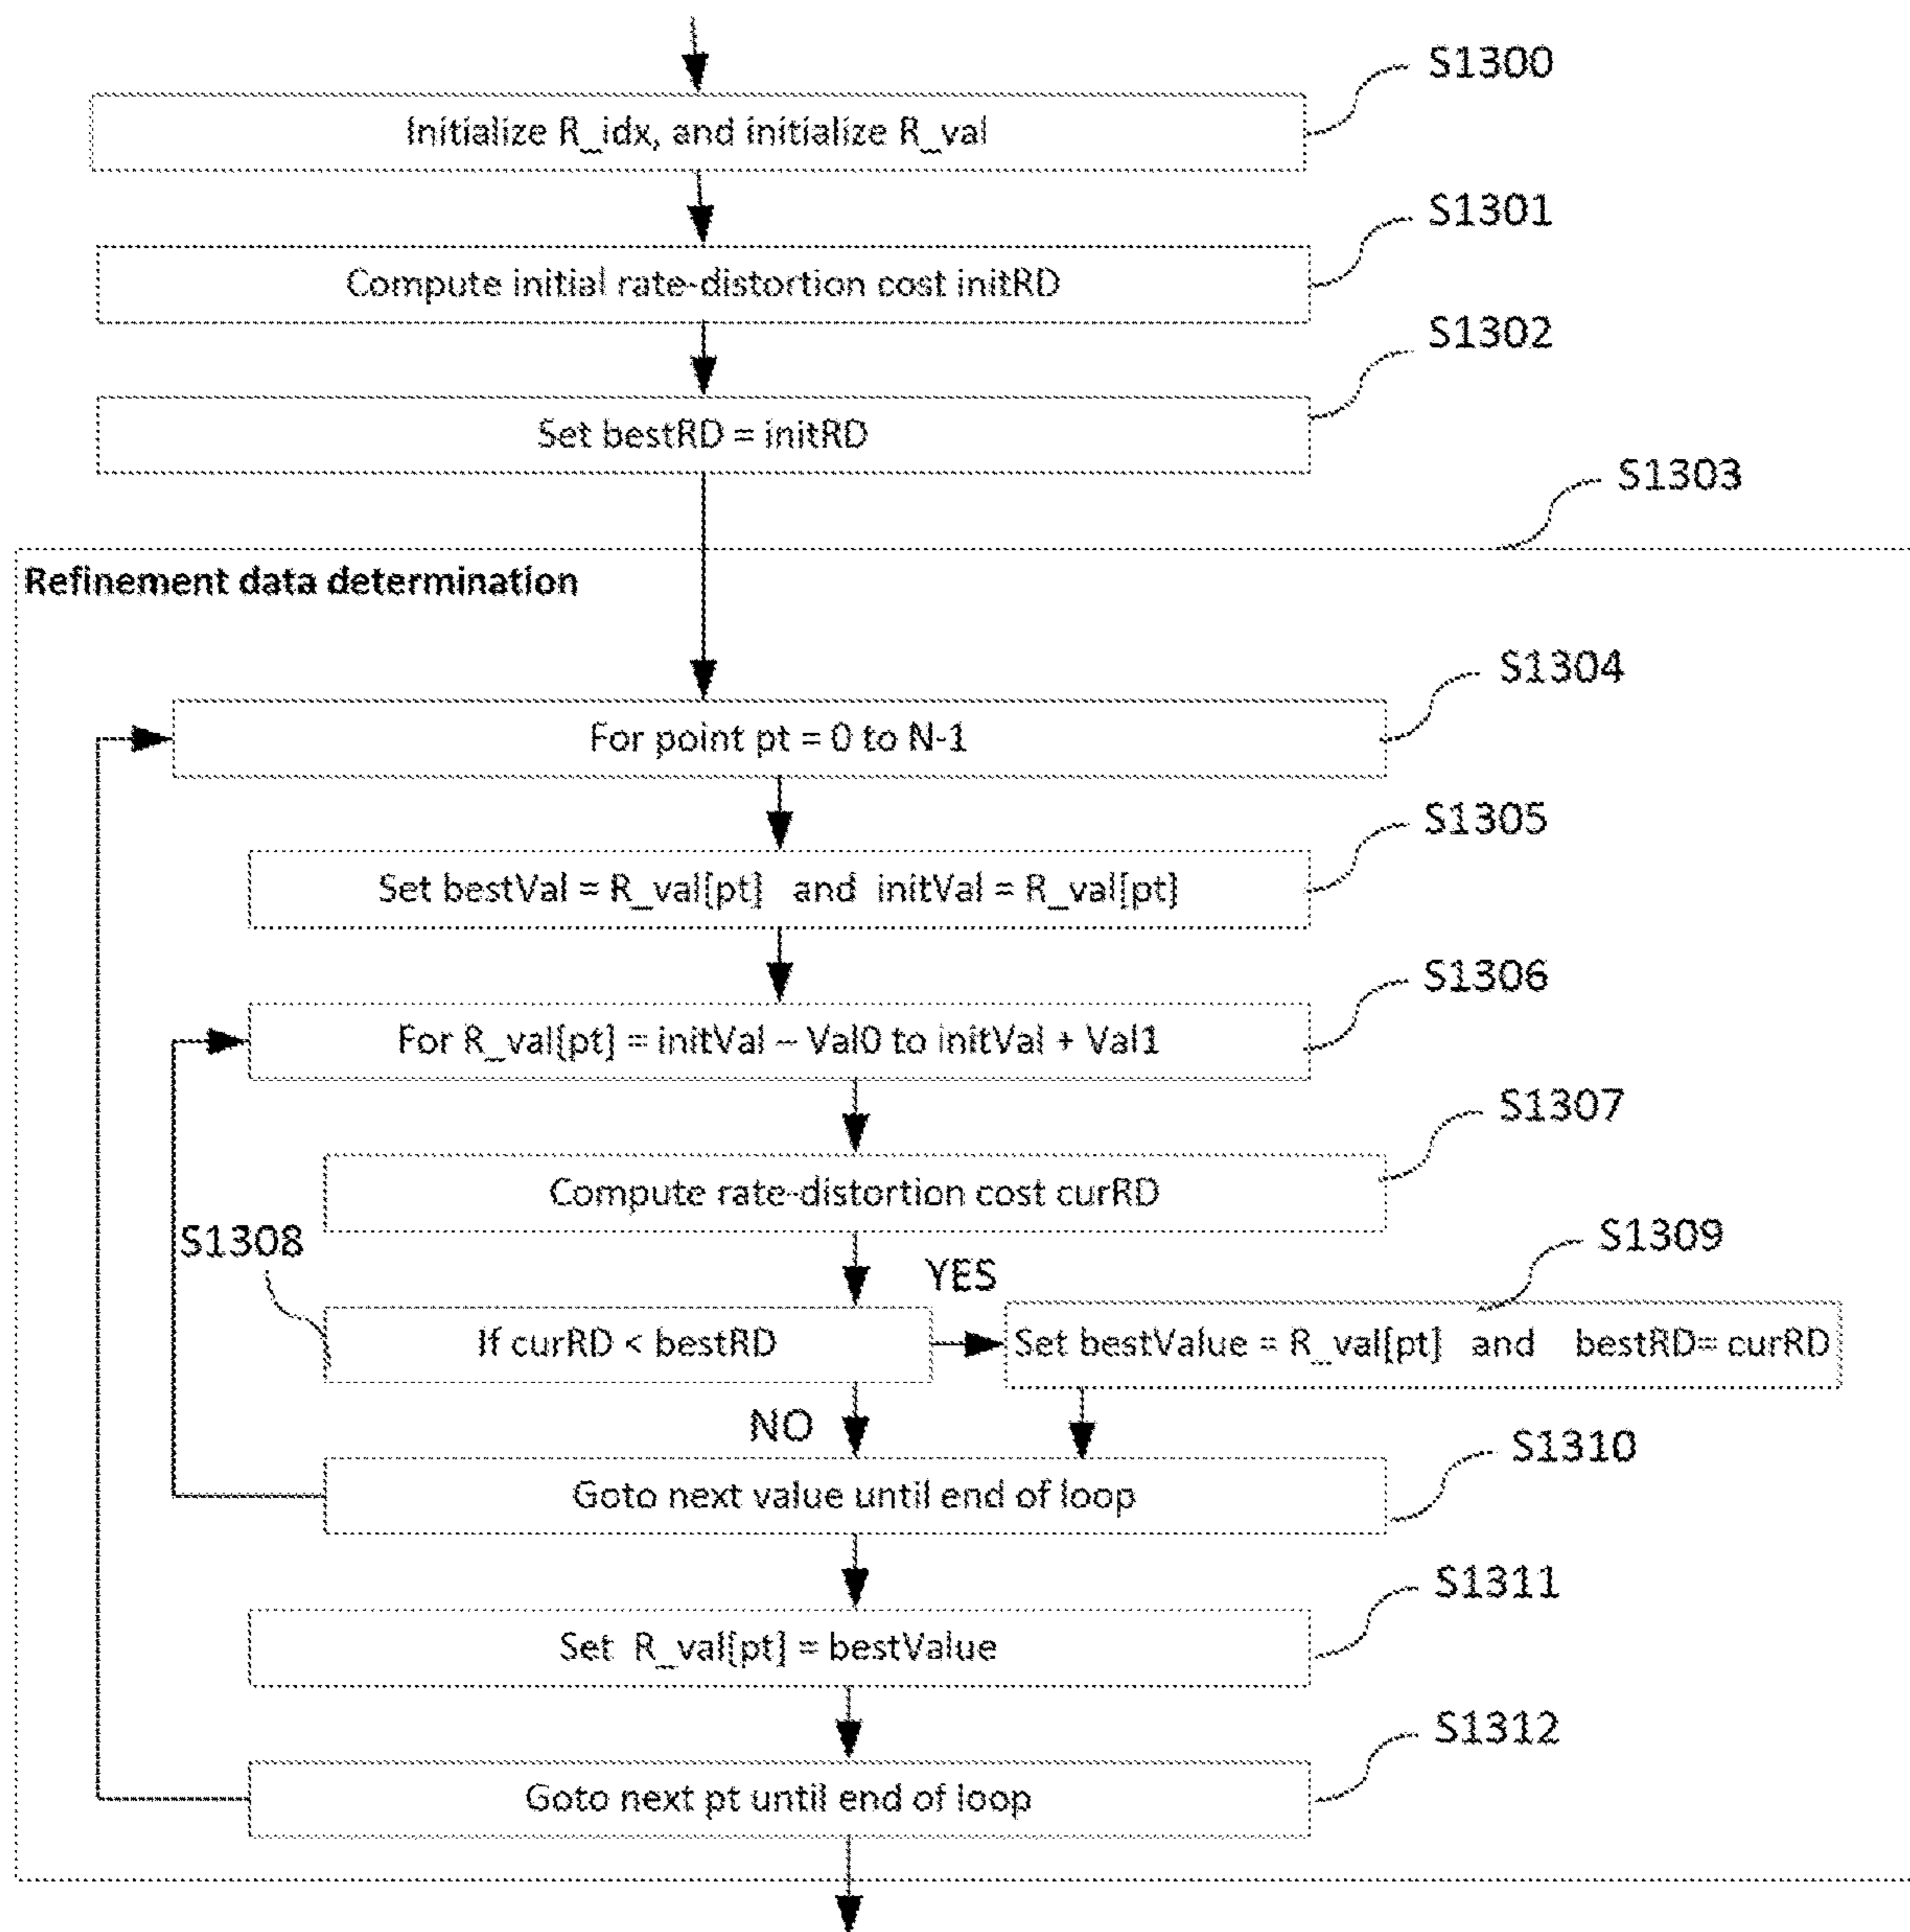 S1300
Initialize R_idx, and initialize R_val
S1301
Compute initial rate-distortion cost initRD
S1302
Set bestRD = initRD
S1303
Refinement data determination
S1304
For point pt = 0 to N-1
S1305
Set bestVal = R_val[pt] and initVal = R_val[pt]
S1306
For R_val[pt] = initVal – Val0 to initVal + Val1
S1307
Compute rate-distortion cost curRD
S1308
YES
S1309
If curRD < bestRD
Set bestValue = R_val[pt] and bestRD= curRD
NO
S1310
Goto next value until end of loop
S1311
Set R_val[pt] = bestValue
S1312
Goto next pt until end of loop